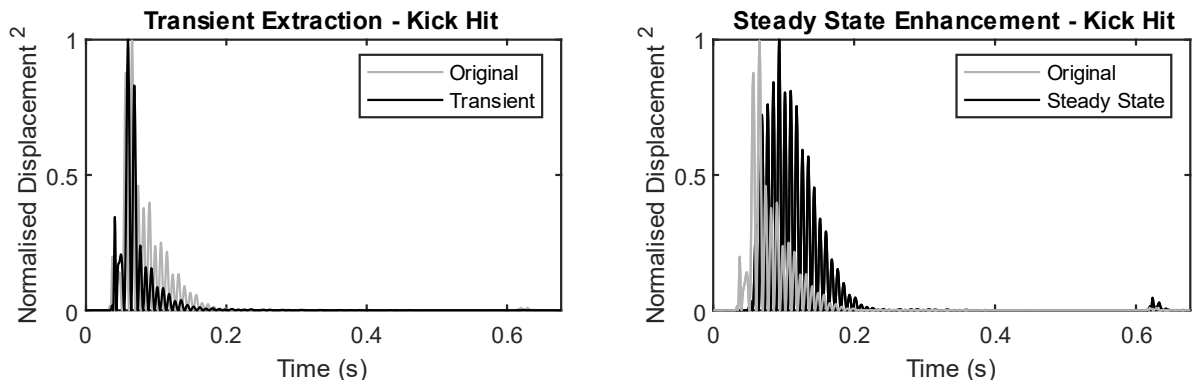 Transient Extraction - Kick Hit
Normalised Displacement 2
1
0.5
0
Original
Transient
0
0.2
0.4
0.6
Time (s)
Steady State Enhancement - Kick Hit
Normalised Displacement 2
1
0.5
0
Original
Steady State
0
0.2
0.4
0.6
Time (s)